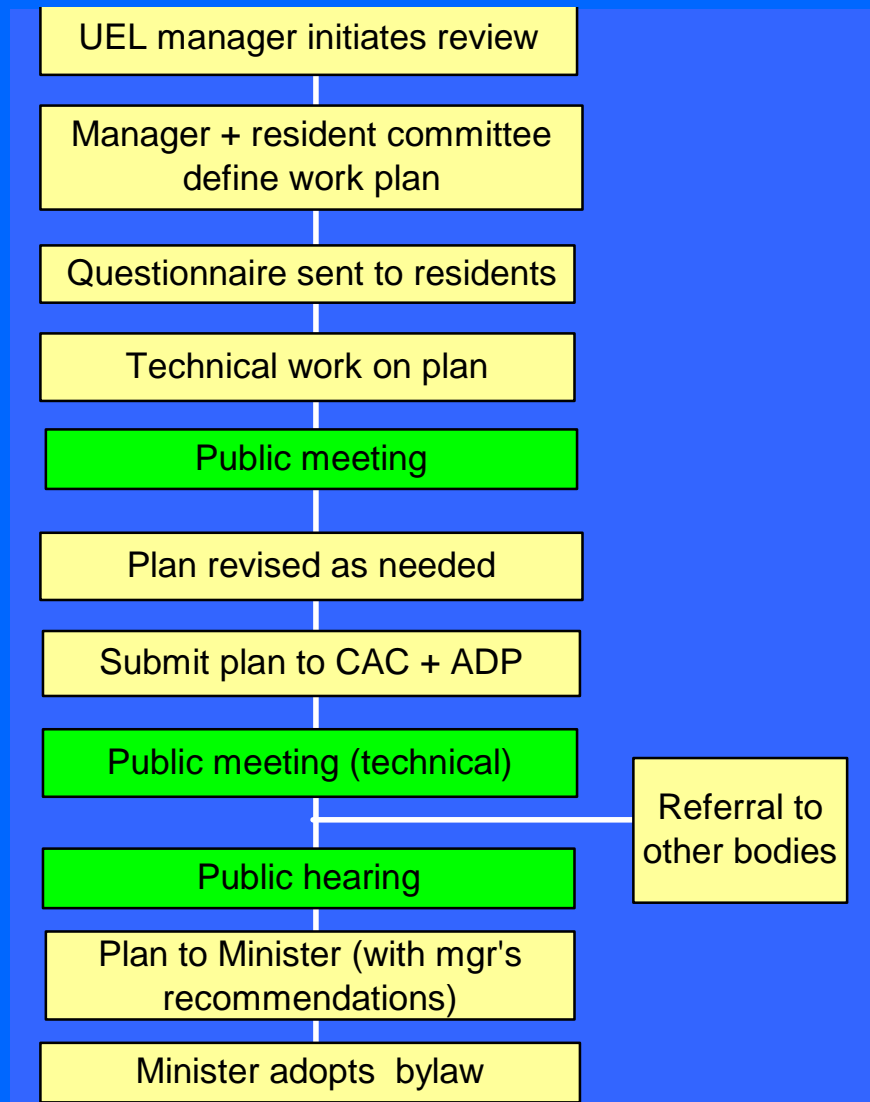 UEL manager initiates review
Manager + resident committee
define work plan
Questionnaire sent to residents
Technical work on plan
Public meeting
Plan revised as needed
Submit plan to CAC + ADP
Public meeting (technical)
Referral to
other bodies
Public hearing
Plan to Minister (with mgr's
recommendations)
Minister adopts  bylaw